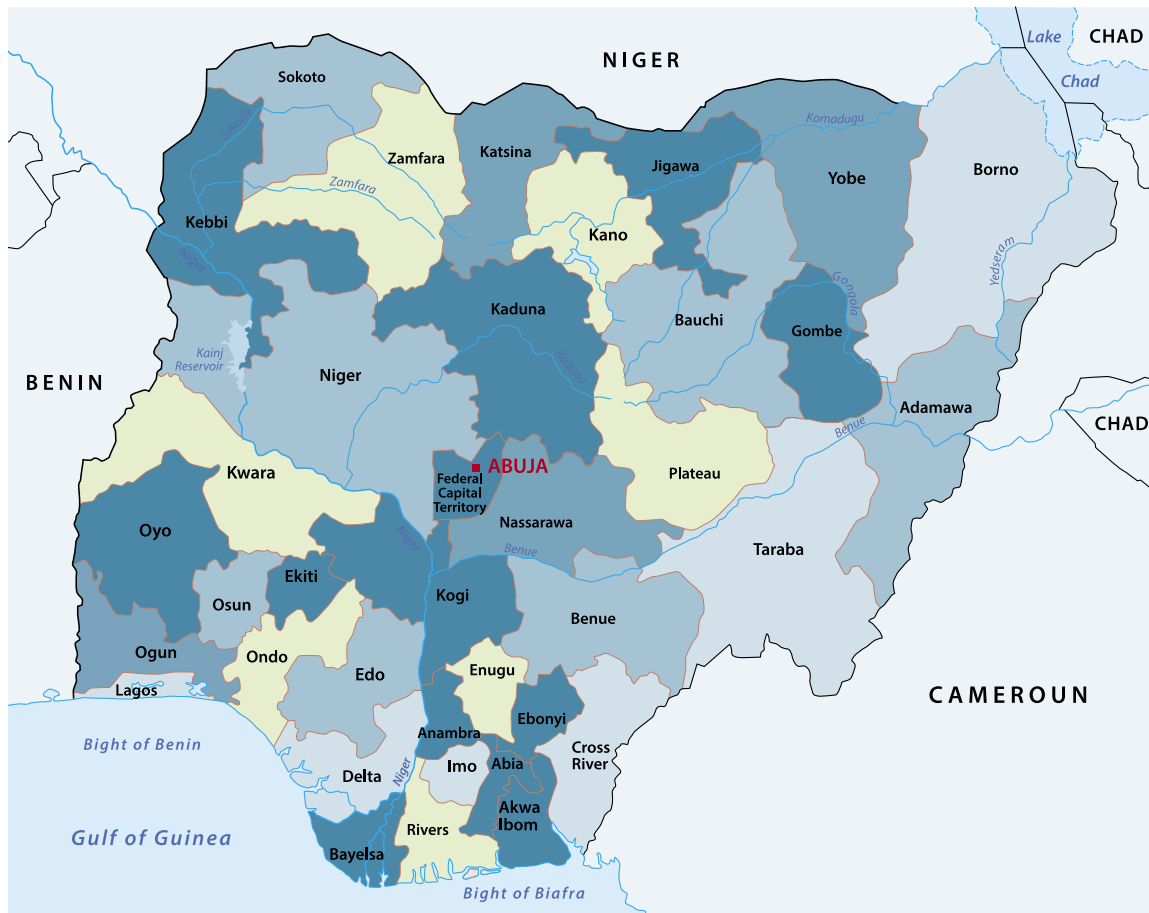 Lake
CHAD
NIGER
Chad
Sokoto
Komadugu
Sokodo
Zamfara
Katsina
Jigawa
Borno
Yobe
Zamfara
Kebbi
Kano
Yedseram
Niger
Gongola
Kaduna
Bauchi
Gombe
Kainj
Reservoir
Niger
Kaduna
BENIN
Adamawa
Benue
CHAD
ABUJA
Kwara
Plateau
Federal
Capital
Territory
Nassarawa
Oyo
Niger
Benue
Taraba
Ekiti
Kogi
Osun
Benue
Ogun
Ondo
Edo
Enugu
Lagos
CAMEROUN
Ebonyi
Anambra
Bight of Benin
Cross
River
Imo
Abia
Delta
Niger
Akwa
Ibom
Gulf of Guinea
Rivers
Bayelsa
Bight of Biafra